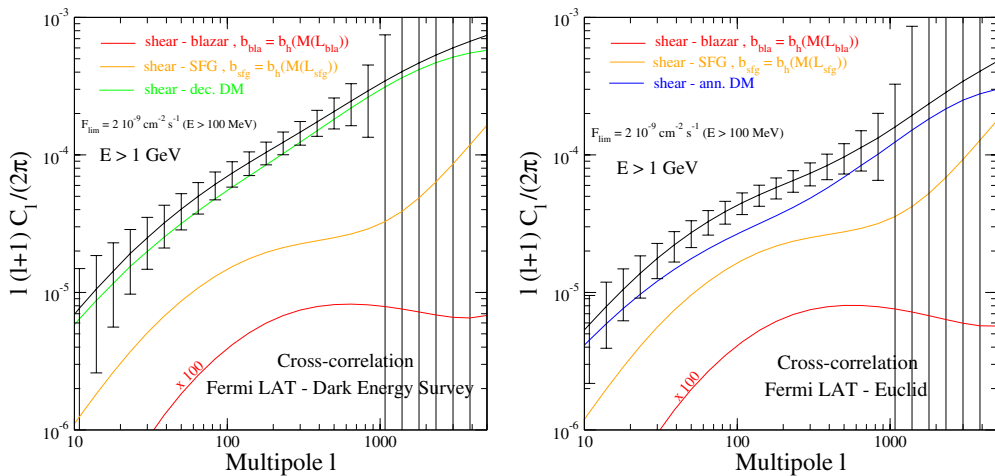 10⁻³
shear - blazar , b_bla = b_h(M(L_bla))
shear - SFG , b_sfg = b_h(M(L_sfg))
shear - dec. DM
F_lim = 2 10⁻⁹ cm⁻² s⁻¹ (E > 100 MeV)
E > 1 GeV
10⁻⁴
l (l+1) C_l /(2π)
10⁻⁵
x 100
Cross-correlation
Fermi LAT - Dark Energy Survey
10⁻⁶
10 100 1000
Multipole l
10⁻³
shear - blazar , b_bla = b_h(M(L_bla))
shear - SFG , b_sfg = b_h(M(L_sfg))
shear - ann. DM
F_lim = 2 10⁻⁹ cm⁻² s⁻¹ (E > 100 MeV)
E > 1 GeV
10⁻⁴
l (l+1) C_l /(2π)
10⁻⁵
x 100
Cross-correlation
Fermi LAT - Euclid
10⁻⁶
10 100 1000
Multipole l